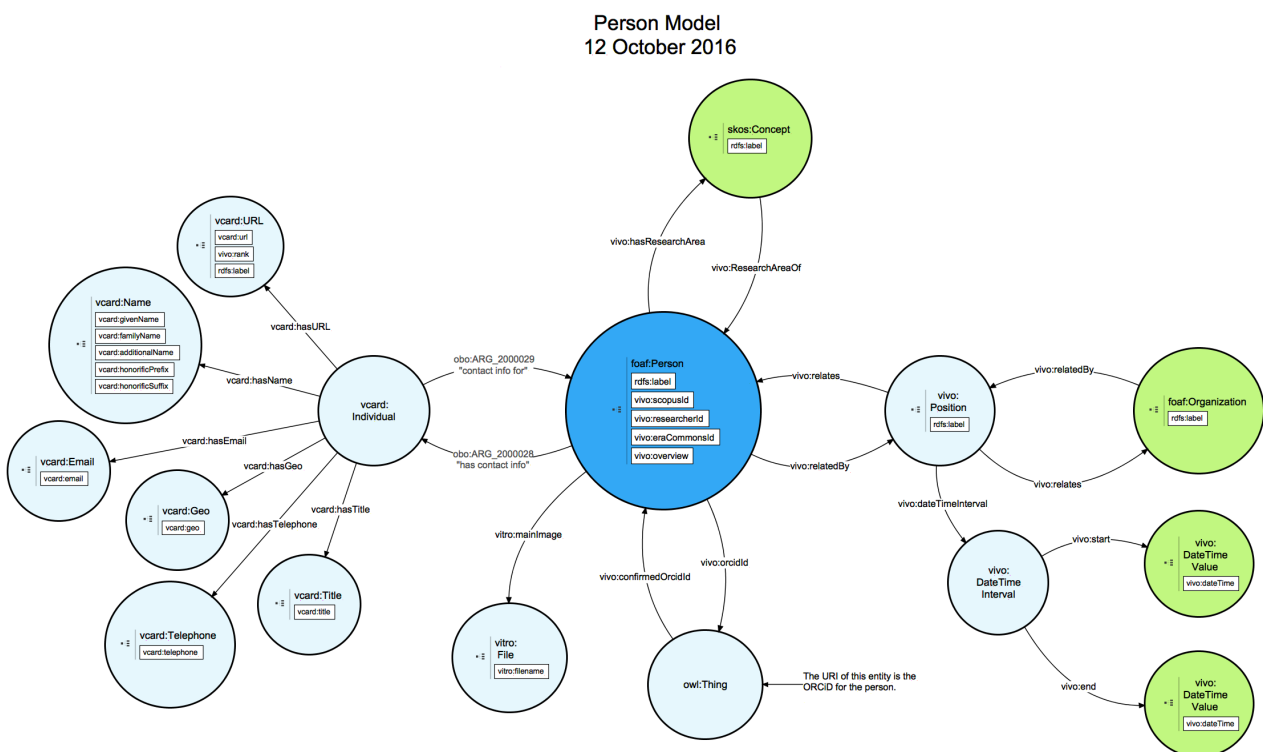 Person Model
12 October 2016
skos:Concept
rdfs:label
vivo:hasResearchArea
vivo:ResearchAreaOf
vcard:URL
vcard:url
vivo:rank
rdfs:label
vcard:hasURL
vcard:Name
vcard:givenName
vcard:familyName
vcard:additionalName
vcard:honorificPrefix
vcard:honorificSuffix
vcard:hasName
vcard:
Individual
obo:ARG_2000029
"contact info for"
obo:ARG_2000028
"has contact info"
foaf:Person
rdfs:label
vivo:scopusId
vivo:researcherId
vivo:eraCommonsId
vivo:overview
vivo:relates
vivo:relatedBy
vivo:
Position
rdfs:label
vivo:relatedBy
vivo:relates
foaf:Organization
rdfs:label
vcard:hasEmail
vcard:Email
vcard:email
vcard:hasGeo
vcard:Geo
vcard:geo
vcard:hasTelephone
vcard:Telephone
vcard:telephone
vcard:hasTitle
vcard:Title
vcard:title
vitro:mainImage
vitro:
File
vitro:filename
vivo:confirmedOrcidId
vivo:orcidId
owl:Thing
The URI of this entity is the
ORCiD for the person.
vivo:dateTimeInterval
vivo:
DateTime
Interval
vivo:start
vivo:
DateTime
Value
vivo:dateTime
vivo:end
vivo:
DateTime
Value
vivo:dateTime